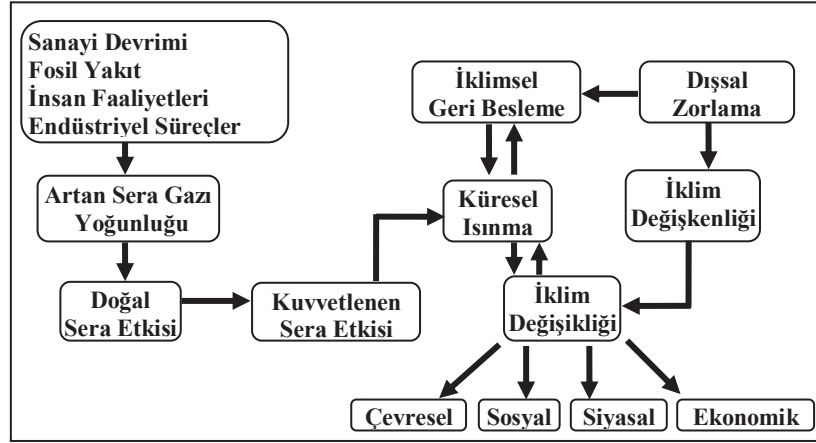 Sanayi Devrimi
Fosil Yakıt
İnsan Faaliyetleri
Endüstriyel Süreçler
Artan Sera Gazı
Yoğunluğu
Doğal
Sera Etkisi
Kuvvetlenen
Sera Etkisi
İklimsel
Geri Besleme
Dışsal
Zorlama
Küresel
Isınma
İklim
Değişkenliği
İklim
Değişikliği
Çevresel
Sosyal
Siyasal
Ekonomik